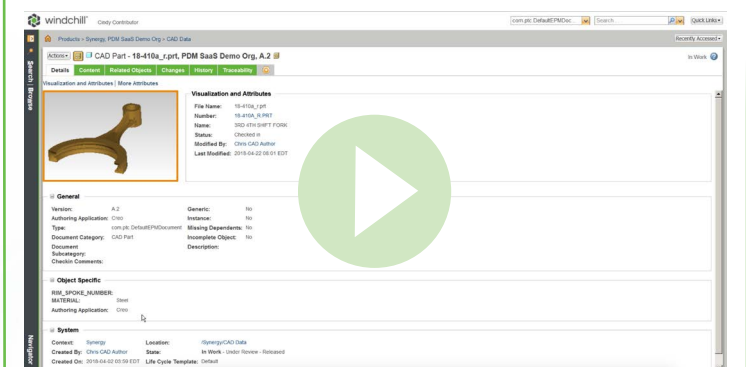 windchill® Cindy Contributor com.ptc.DefaultEPMDoc... Search... Quick Links
Products > Synergy, PDM SaaS Demo Org > CAD Data Recently Accessed
Actions CAD Part - 18-410a_r.prt, PDM SaaS Demo Org, A.2 In Work
Details Content Related Objects Changes History Traceability
Search | Browse
Visualization and Attributes | More Attributes
Visualization and Attributes
File Name: 18-410a_r.prt
Number: 18-410A_R.PRT
Name: 3RD 4TH SHIFT FORK
Status: Checked in
Modified By: Chris CAD Author
Last Modified: 2018-04-22 08:01 EDT
General
Version: A.2 Generic: No
Authoring Application: Creo Instance: No
Type: com.ptc.DefaultEPMDocument Missing Dependents: No
Document Category: CAD Part Incomplete Object: No
Document Subcategory: Description:
Checkin Comments:
Object Specific
RIM_SPOKE_NUMBER:
MATERIAL: Steel
Authoring Application: Creo
System
Context: Synergy Location: /Synergy/CAD Data
Created By: Chris CAD Author State: In Work - Under Review - Released
Created On: 2018-04-02 05:59 EDT Life Cycle Template: Default
Navigator